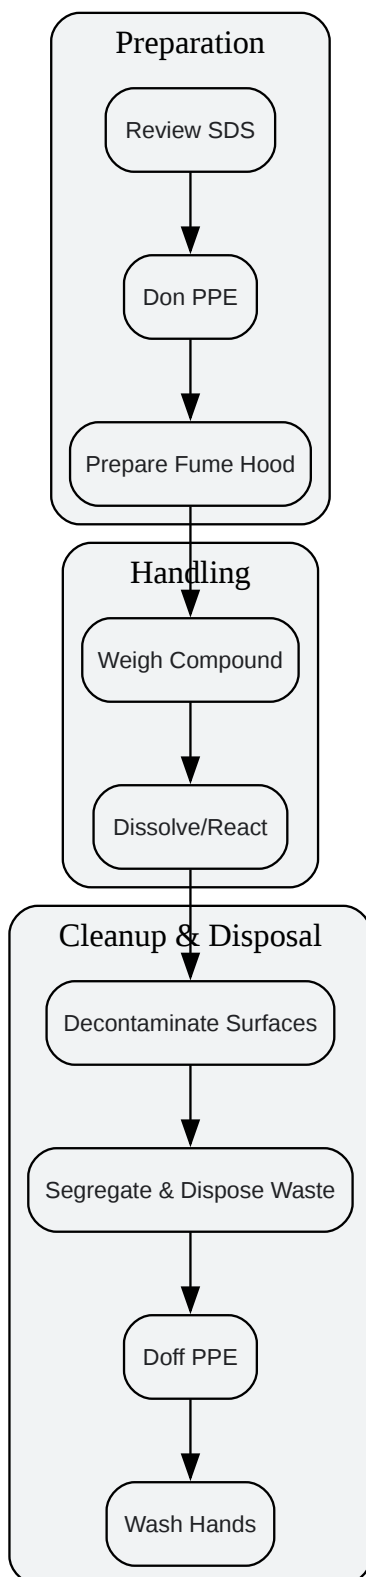 Preparation
Review SDS
Don PPE
Prepare Fume Hood
Handling
Weigh Compound
Dissolve/React
Cleanup & Disposal
Decontaminate Surfaces
Segregate & Dispose Waste
Doff PPE
Wash Hands